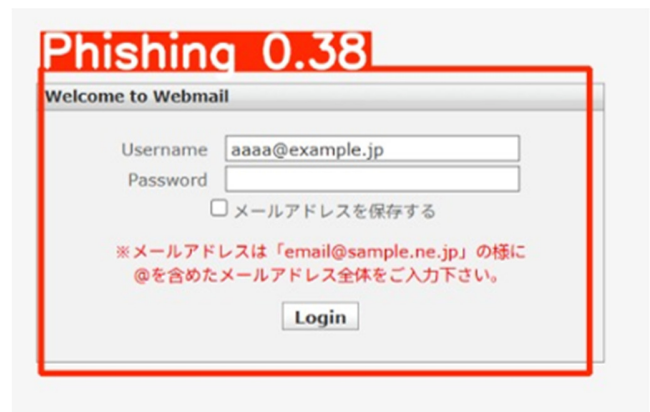 Phishing 0.38
Welcome to Webmail
Username aaaa@example.jp
Password
メールアドレスを保存する
※メールアドレスは「email@sample.ne.jp」の様に
@を含めたメールアドレス全体をご入力下さい。
Login